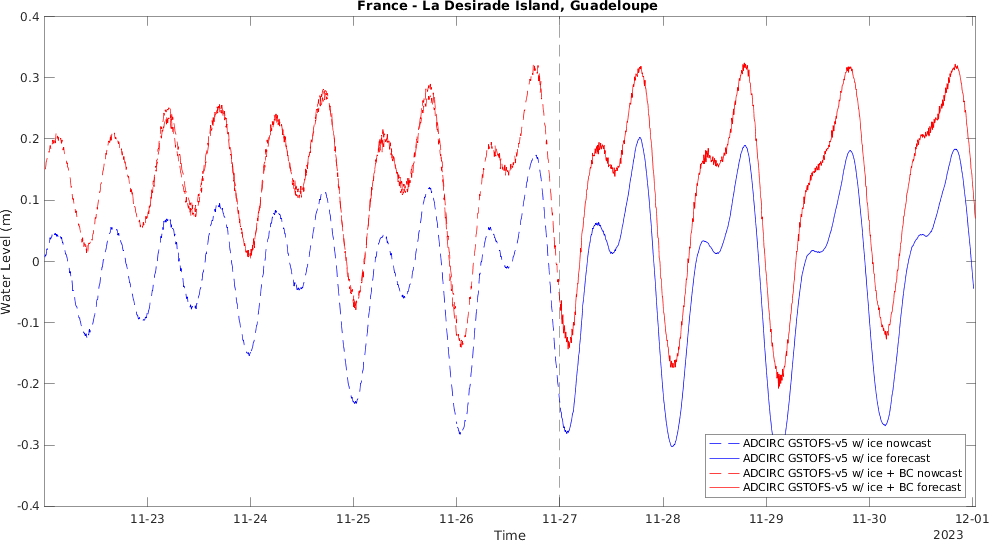 France - La Desirade Island, Guadeloupe
Water Level (m)
0.4
0.3
0.2
0.1
0
-0.1
-0.2
-0.3
-0.4
ADCIRC GSTOFS-v5 w/ ice nowcast
ADCIRC GSTOFS-v5 w/ ice forecast
ADCIRC GSTOFS-v5 w/ ice + BC nowcast
ADCIRC GSTOFS-v5 w/ ice + BC forecast
11-23 11-24 11-25 11-26 11-27 11-28 11-29 11-30 12-01
Time
2023